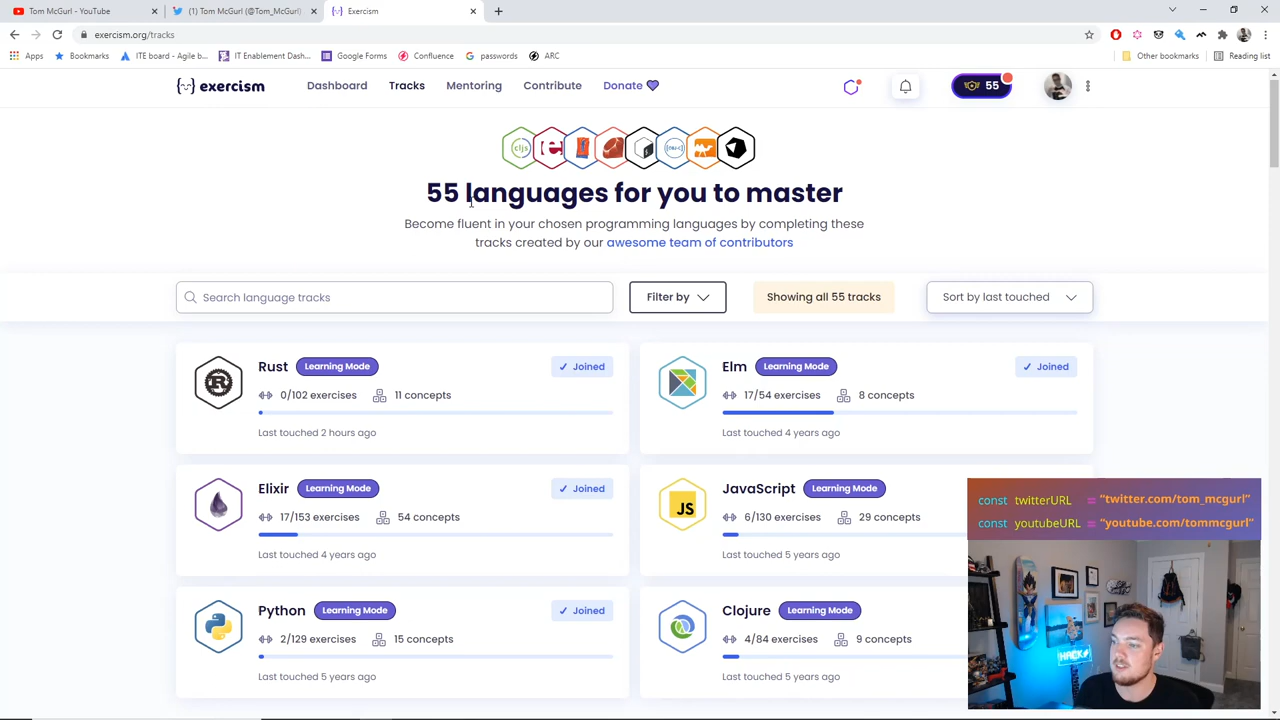 Tom McGurl - YouTube
(1) Tom McGurl (@Tom_McGurl)
Exercism
exercism.org/tracks
Apps
Bookmarks
ITE board - Agile b...
IT Enablement Dash...
Google Forms
Confluence
passwords
ARC
Other bookmarks
Reading list
exercism
Dashboard
Tracks
Mentoring
Contribute
Donate
55
cljs
55 languages for you to master
Become fluent in your chosen programming languages by completing these
tracks created by our awesome team of contributors
Search language tracks
Filter by
Showing all 55 tracks
Sort by last touched
Rust Learning Mode
Joined
0/102 exercises 11 concepts
Last touched 2 hours ago
Elm Learning Mode
Joined
17/54 exercises 8 concepts
Last touched 4 years ago
Elixir Learning Mode
Joined
17/153 exercises 54 concepts
Last touched 4 years ago
JS
JavaScript Learning Mode
6/130 exercises 29 concepts
Last touched 5 years ago
Python Learning Mode
Joined
2/129 exercises 15 concepts
Last touched 5 years ago
Clojure Learning Mode
4/84 exercises 9 concepts
Last touched 5 years ago
const twitterURL = "twitter.com/tom_mcgurl"
const youtubeURL = "youtube.com/tommcgurl"
HACK